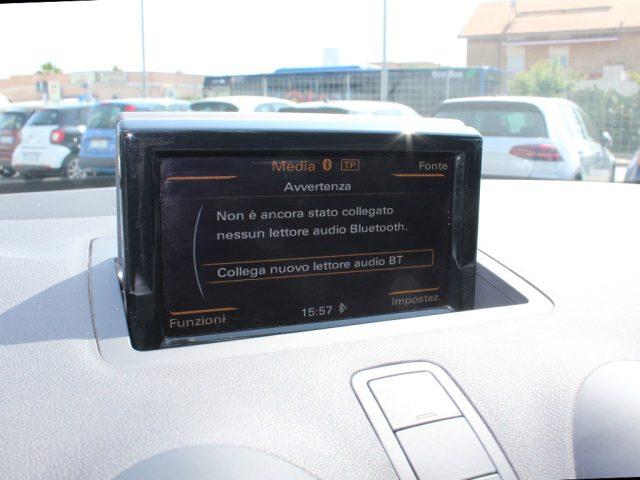 EcoBus
Media TP Fonte
Avvertenza
Non è ancora stato collegato
nessun lettore audio Bluetooth.
Collega nuovo lettore audio BT
Impostaz.
Funzioni 15:57